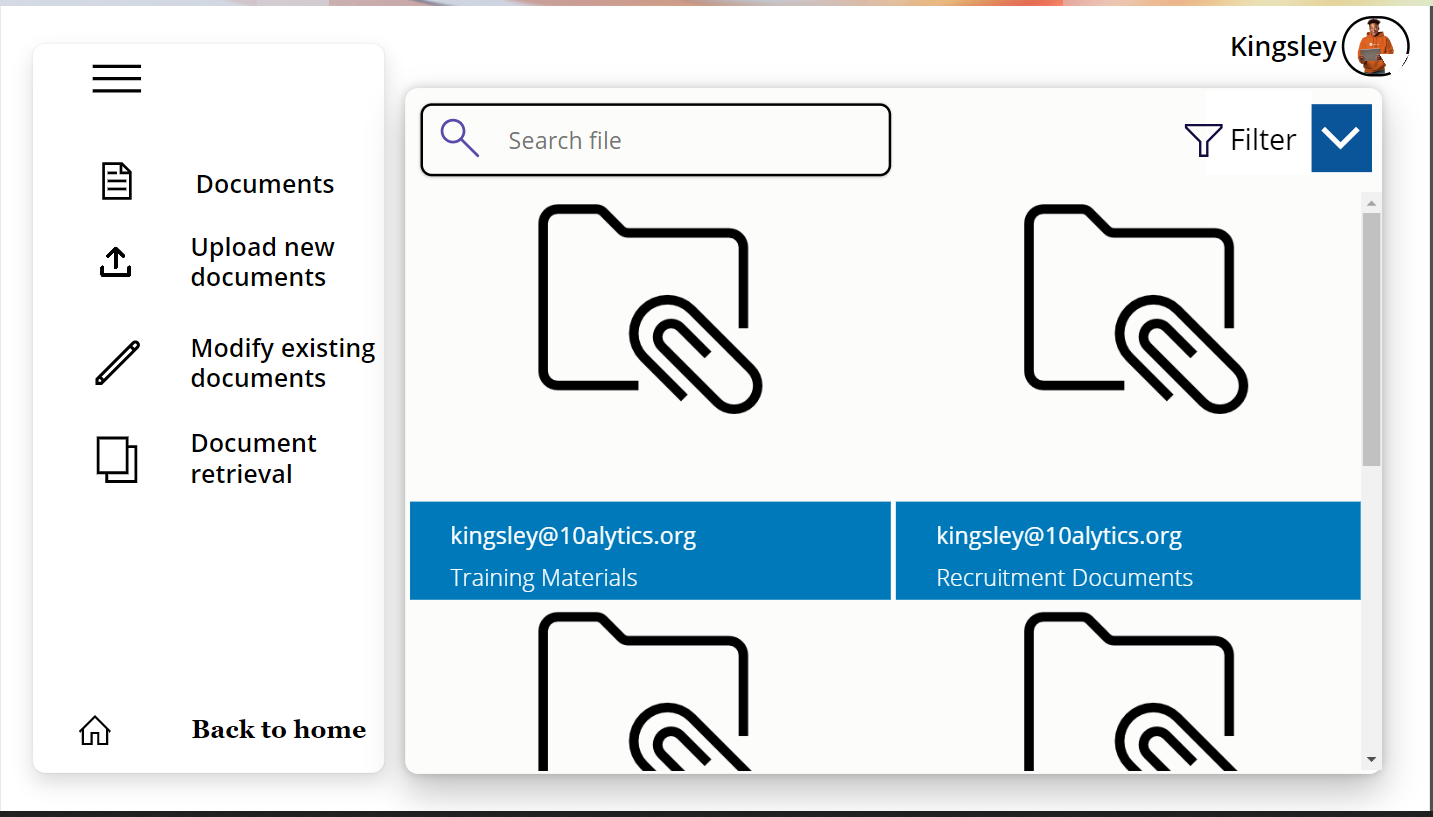 Kingsley
Documents
Upload new
documents
Modify existing
documents
Document
retrieval
Back to home
Search file
Filter
kingsley@10alytics.org
Training Materials
kingsley@10alytics.org
Recruitment Documents